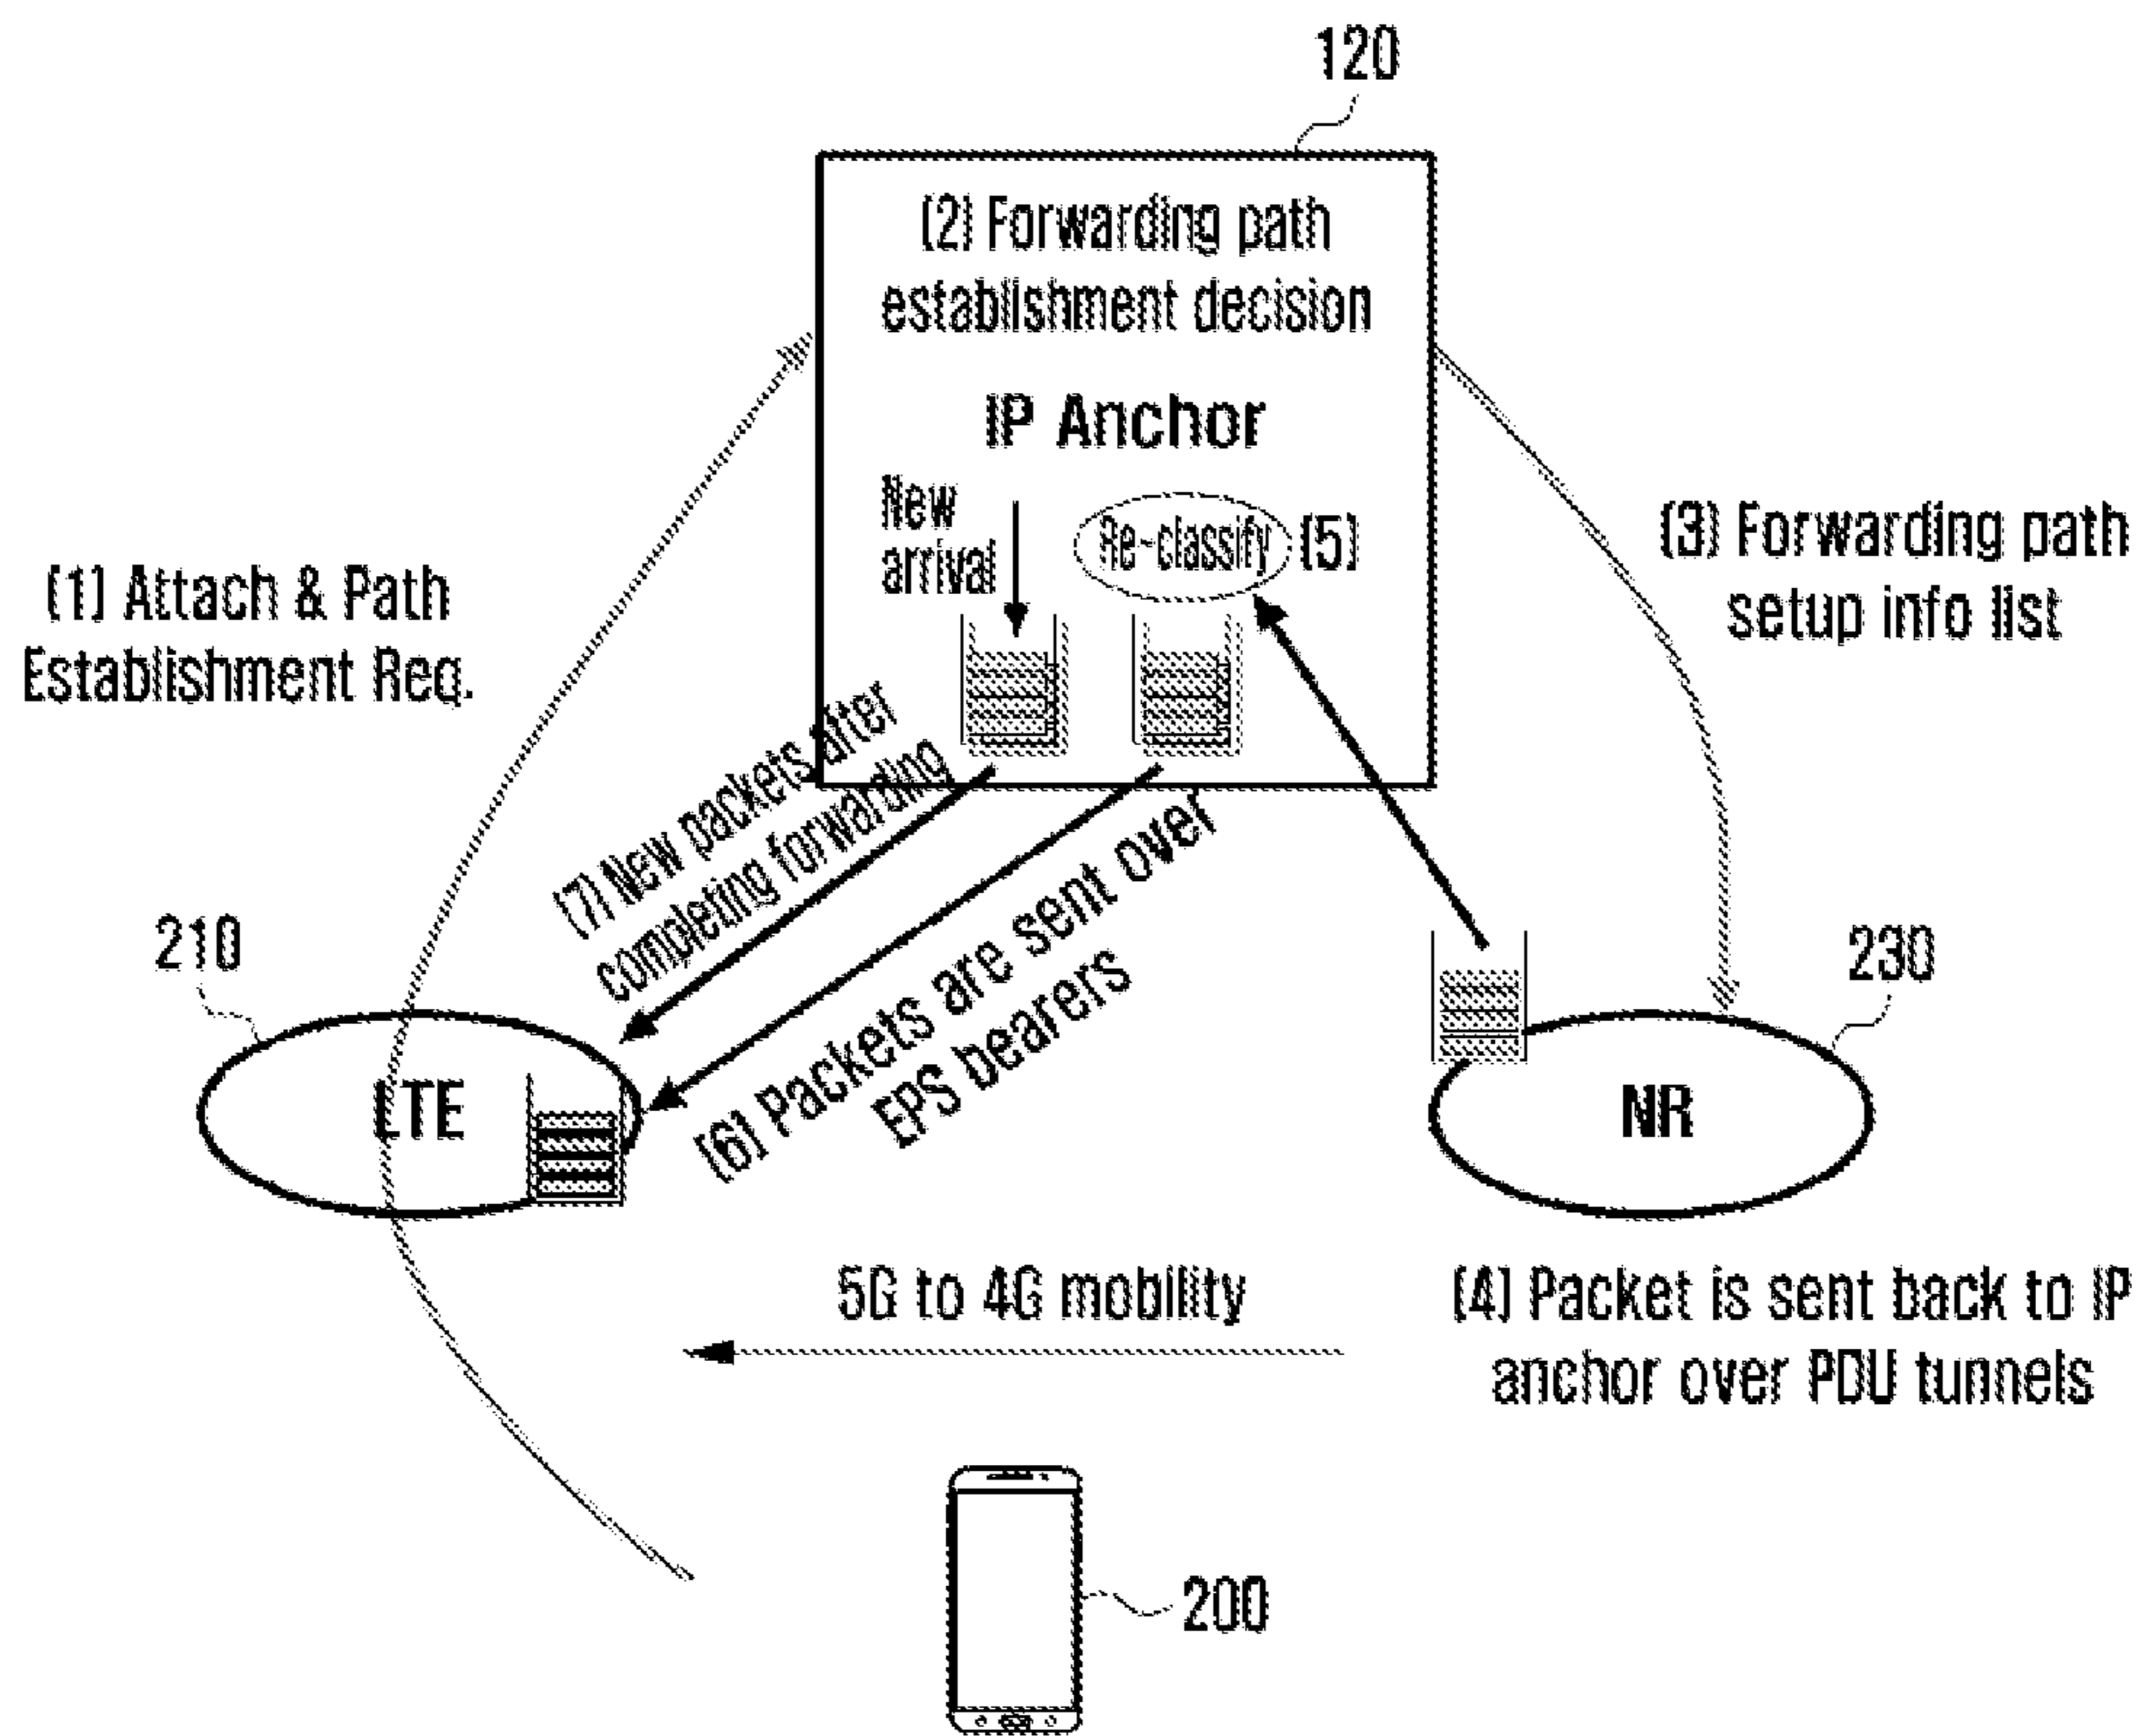 120
(2) Forwarding path
establishment decision
IP Anchor
New
arrival
Re-classify (5)
(3) Forwarding path
setup info list
(1) Attach & Path
Establishment Req.
(7) New packets after
completing forwarding
(6) Packets are sent over
EPS bearers
210
LTE
230
NR
5G to 4G mobility
(4) Packet is sent back to IP
anchor over PDU tunnels
200